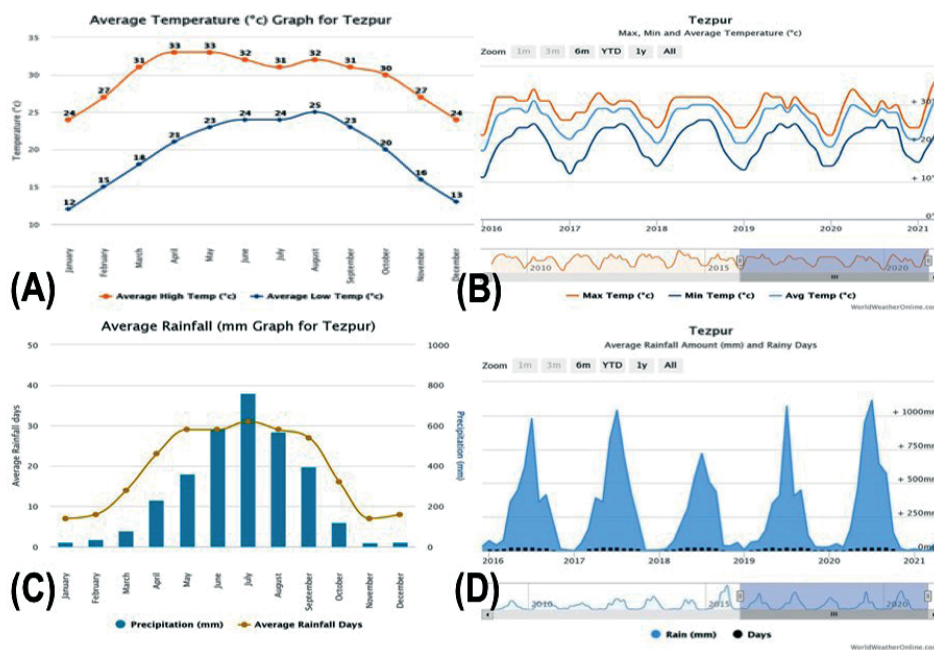 Average Temperature (°c) Graph for Tezpur
35
30
25
20
15
10
Temperature (°c)
24 27 31 33 33 32 31 32 31 30 27 24
12 15 18 21 23 24 24 25 23 20 16 13
January February March April May June July August September October November December
(A)
Average High Temp (°c) Average Low Temp (°c)
Tezpur
Max, Min and Average Temperature (°c)
Zoom 1m 3m 6m YTD 1y All
+ 30°
+ 20°
+ 10°
0°
2016 2017 2018 2019 2020 2021
2010 2015 2020
(B)
Max Temp (°c) Min Temp (°c) Avg Temp (°c)
WorldWeatherOnline.com
Average Rainfall (mm Graph for Tezpur)
50 1000
40 800
30 600
20 400
10 200
0 0
Average Rainfall days
Precipitation (mm)
January February March April May June July August September October November December
(C)
Precipitation (mm) Average Rainfall Days
Tezpur
Average Rainfall Amount (mm) and Rainy Days
Zoom 1m 3m 6m YTD 1y All
+ 1000mm
+ 750mm
+ 500mm
+ 250mm
0mm
2016 2017 2018 2019 2020 2021
2010 2015 2020
(D)
Rain (mm) Days
WorldWeatherOnline.com